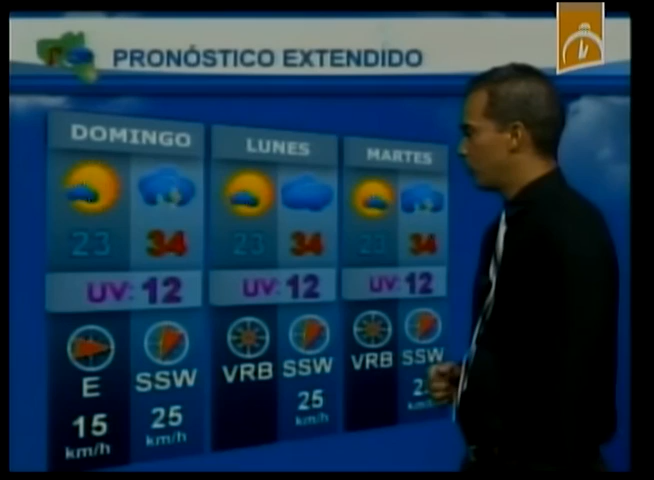 PRONÓSTICO EXTENDIDO
DOMINGO LUNES MARTES
23 34 23 34 23 34
UV: 12 UV: 12 UV: 12
E SSW VRB SSW VRB SSW
15 25 25
km/h km/h km/h